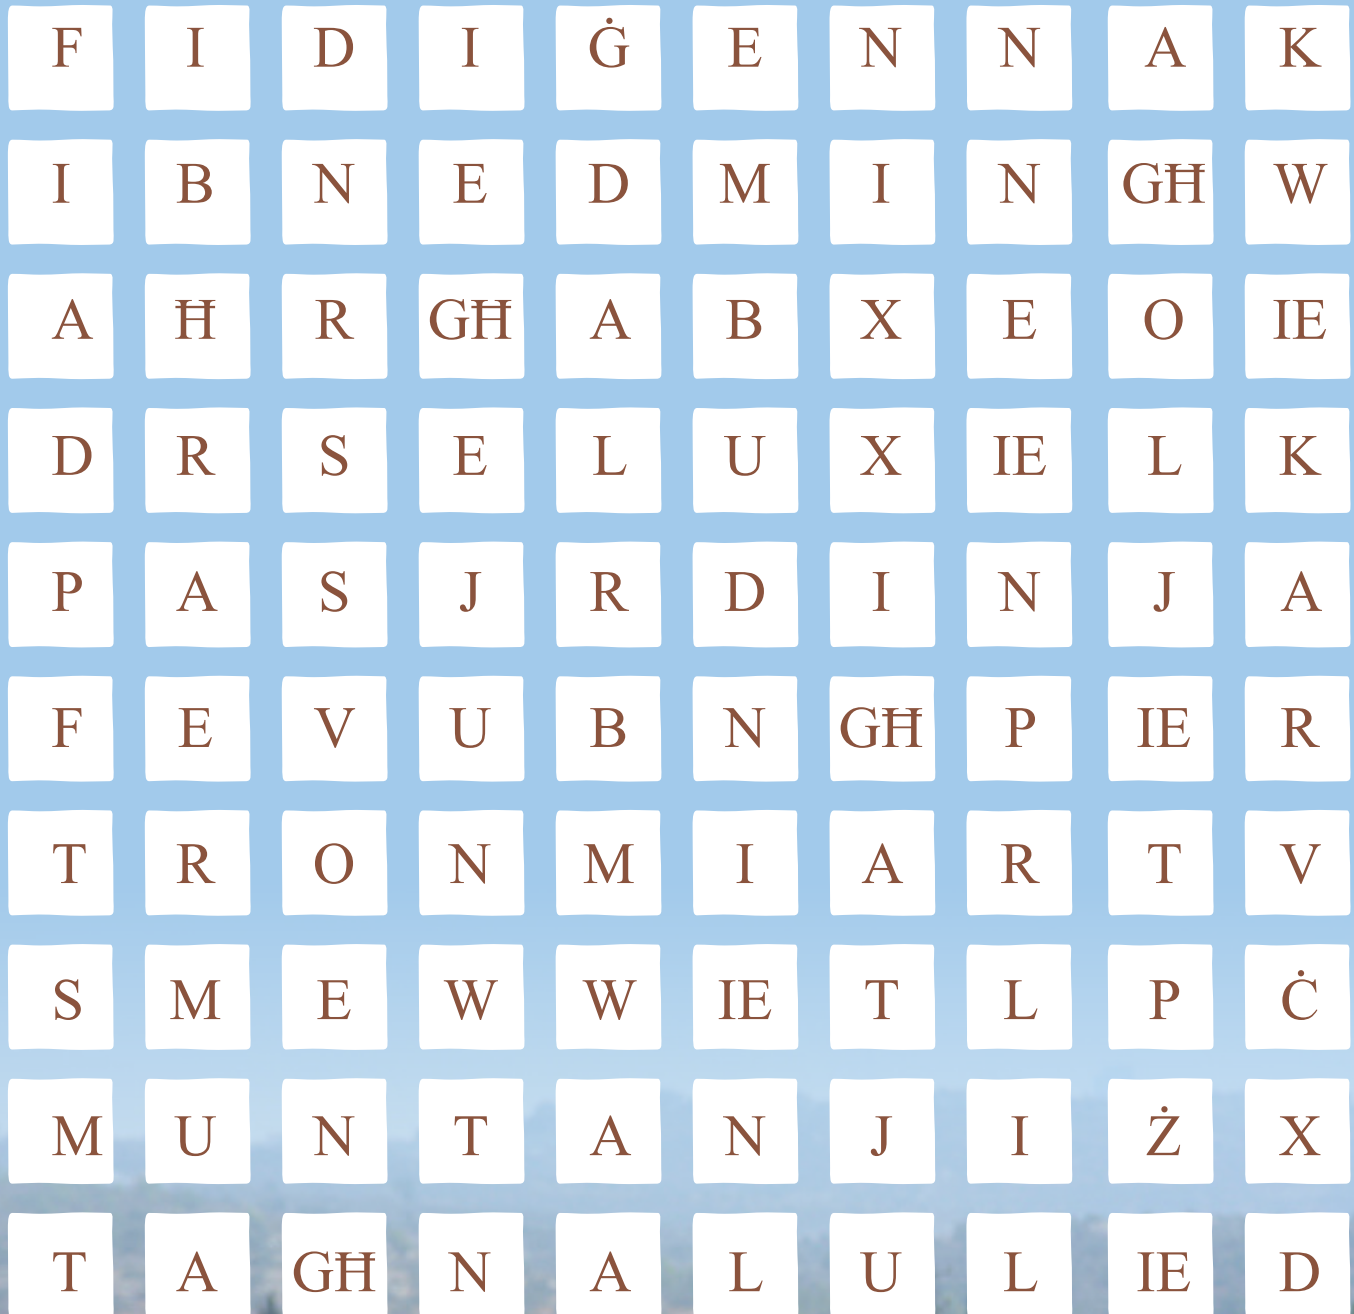 F I D I Ġ E N N A K
I B N E D M I N GĦ W
A Ħ R GĦ A B X E O IE
D R S E L U X IE L K
P A S J R D I N J A
F E V U B N GĦ P IE R
T R O N M I A R T V
S M E W W IE T L P Ċ
M U N T A N J I Ż X
T A GĦ N A L U L IE D